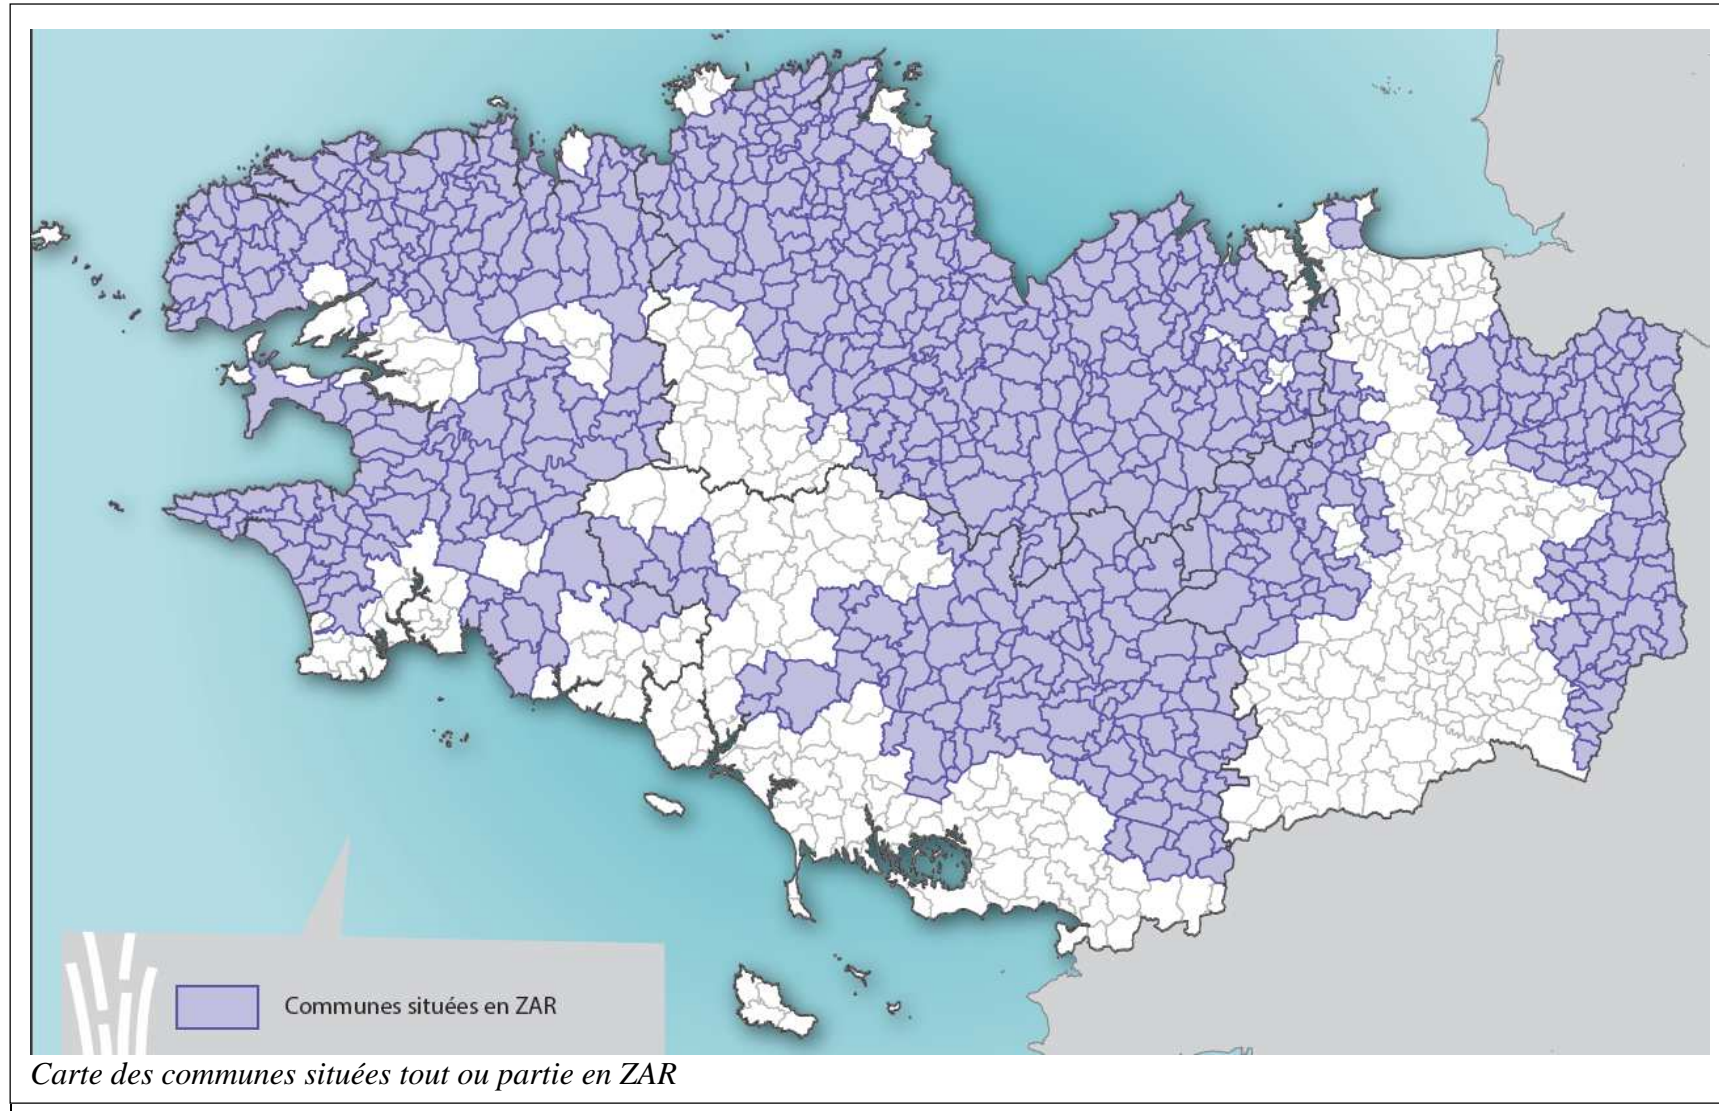 Communes situées en ZAR
Carte des communes situées tout ou partie en ZAR